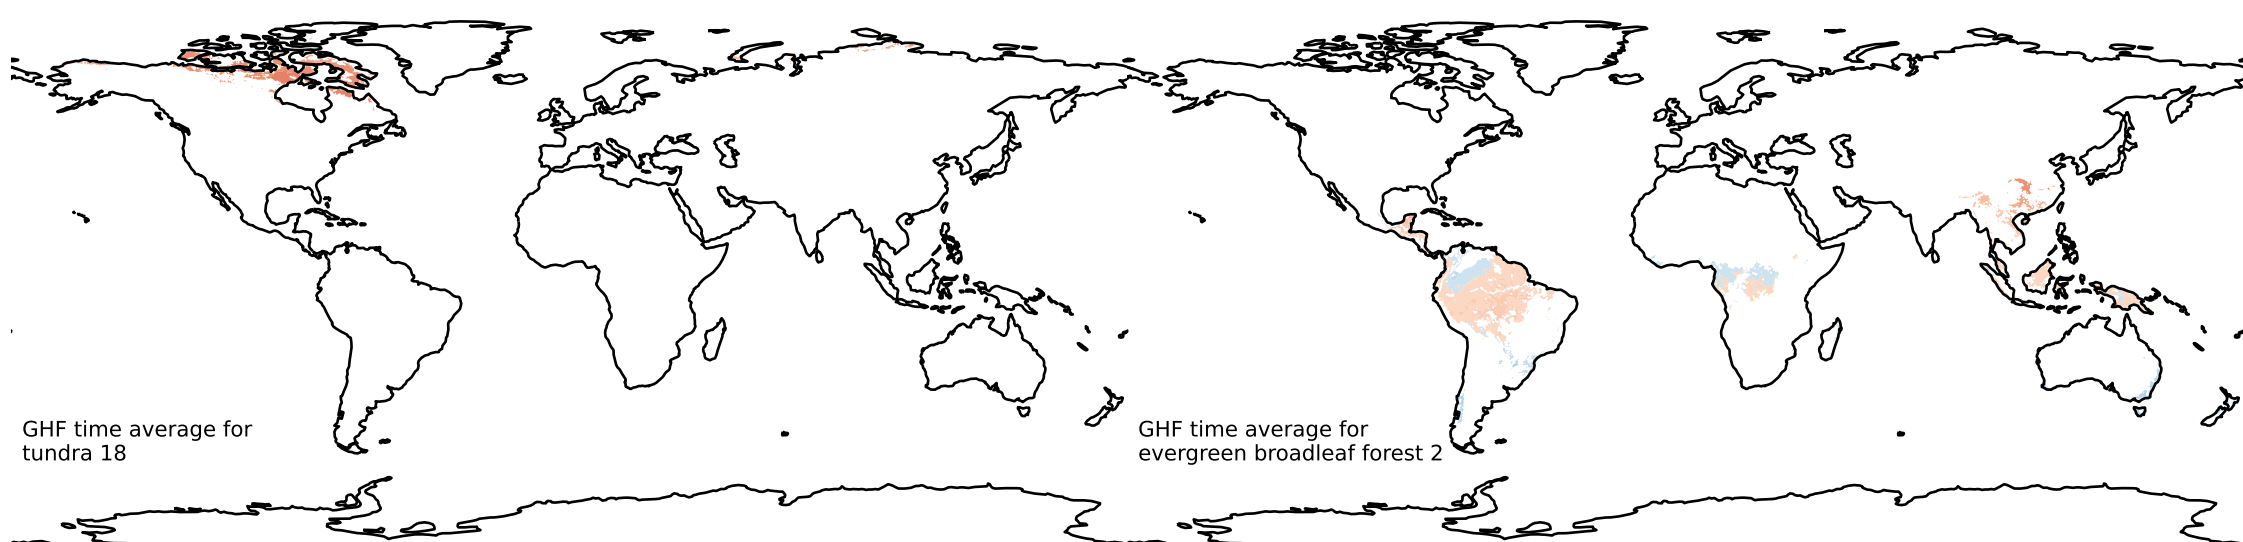 GHF time average for
tundra 18
GHF time average for
evergreen broadleaf forest 2